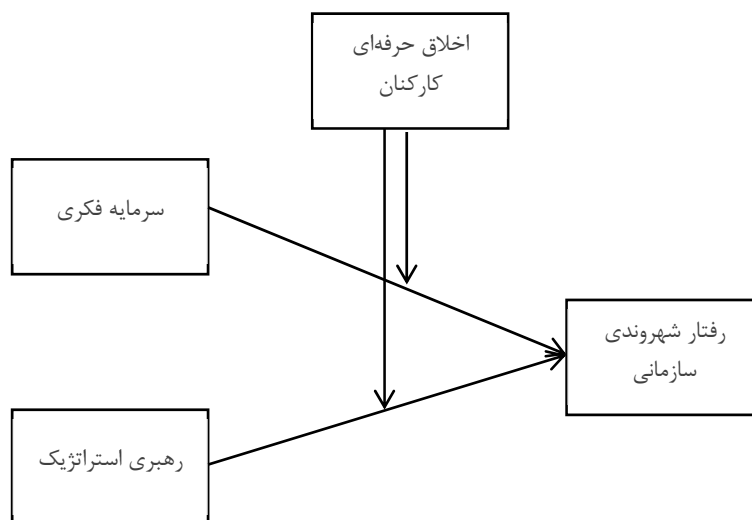 اخلاق حرفه‌ای
کارکنان
سرمایه فکری
رفتار شهروندی
سازمانی
رهبری استراتژیک